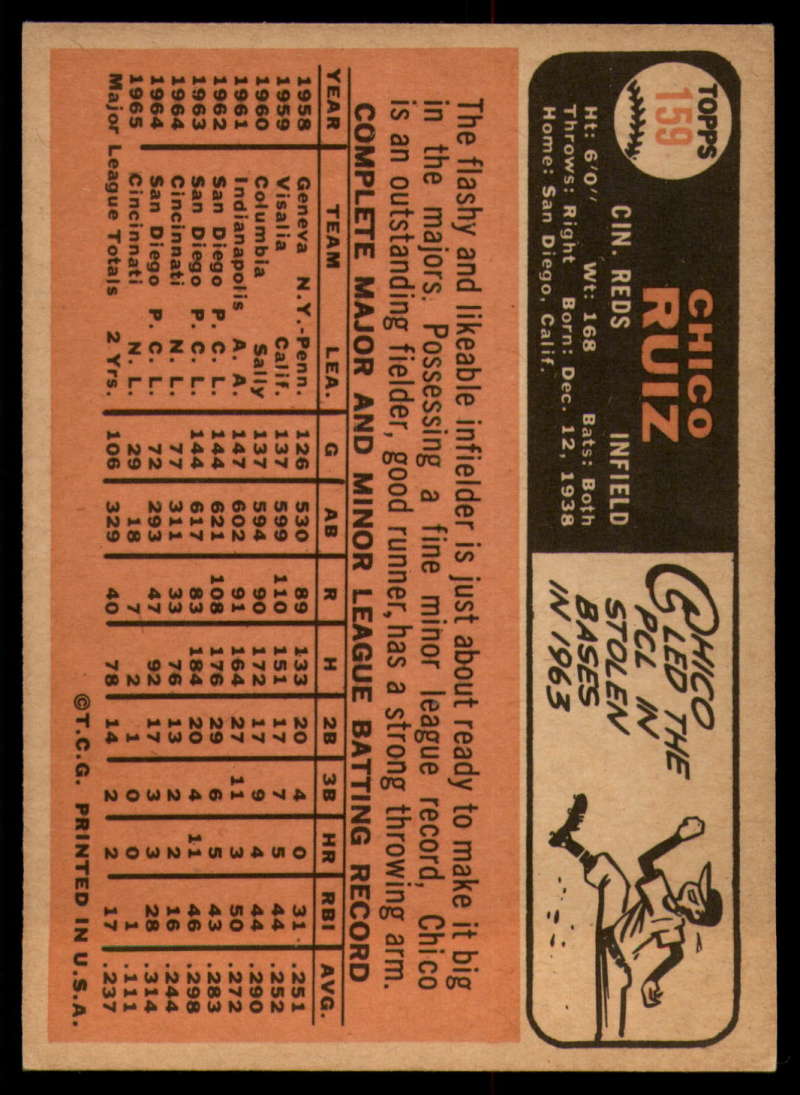 TOPPS
159
CHICO
RUIZ
CIN. REDS INFIELD
Ht: 6'0" Wt: 168 Bats: Both
Throws: Right Born: Dec. 12, 1938
Home: San Diego, Calif.
CHICO
LED THE
PCL IN
STOLEN
BASES
IN 1963
The flashy and likeable infielder is just about ready to make it big
in the majors. Possessing a fine minor league record, Chico
is an outstanding fielder, good runner, has a strong throwing arm.
COMPLETE MAJOR AND MINOR LEAGUE BATTING RECORD
YEAR TEAM LEA. G AB R H 2B 3B HR RBI AVG.
1958 Geneva N.Y.-Penn. 126 530 89 133 20 4 0 31 .251
1959 Visalia Calif. 137 599 110 151 17 7 5 44 .252
1960 Columbia Sally 137 594 90 172 17 9 4 44 .290
1961 Indianapolis A. A. 147 602 91 164 27 11 3 50 .272
1962 San Diego P. C. L. 144 621 108 176 29 6 5 43 .283
1963 San Diego P. C. L. 144 617 83 184 20 4 11 46 .298
1964 Cincinnati N. L. 77 311 33 76 13 2 2 16 .244
1964 San Diego P. C. L. 72 293 47 92 17 3 3 28 .314
1965 Cincinnati N. L. 29 18 7 2 1 0 0 1 .111
Major League Totals 2 Yrs. 106 329 40 78 14 2 2 17 .237
©T.C.G. PRINTED IN U.S.A.